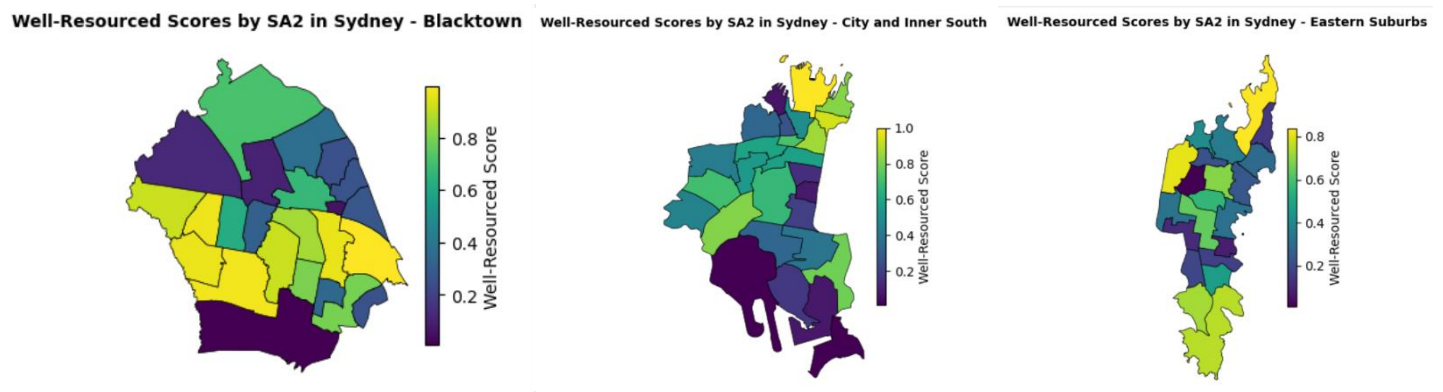 Well-Resourced Scores by SA2 in Sydney - Blacktown
0.8
0.6
0.4
0.2
Well-Resourced Score
Well-Resourced Scores by SA2 in Sydney - City and Inner South
1.0
0.8
0.6
0.4
0.2
Well-Resourced Score
Well-Resourced Scores by SA2 in Sydney - Eastern Suburbs
0.8
0.6
0.4
0.2
Well-Resourced Score